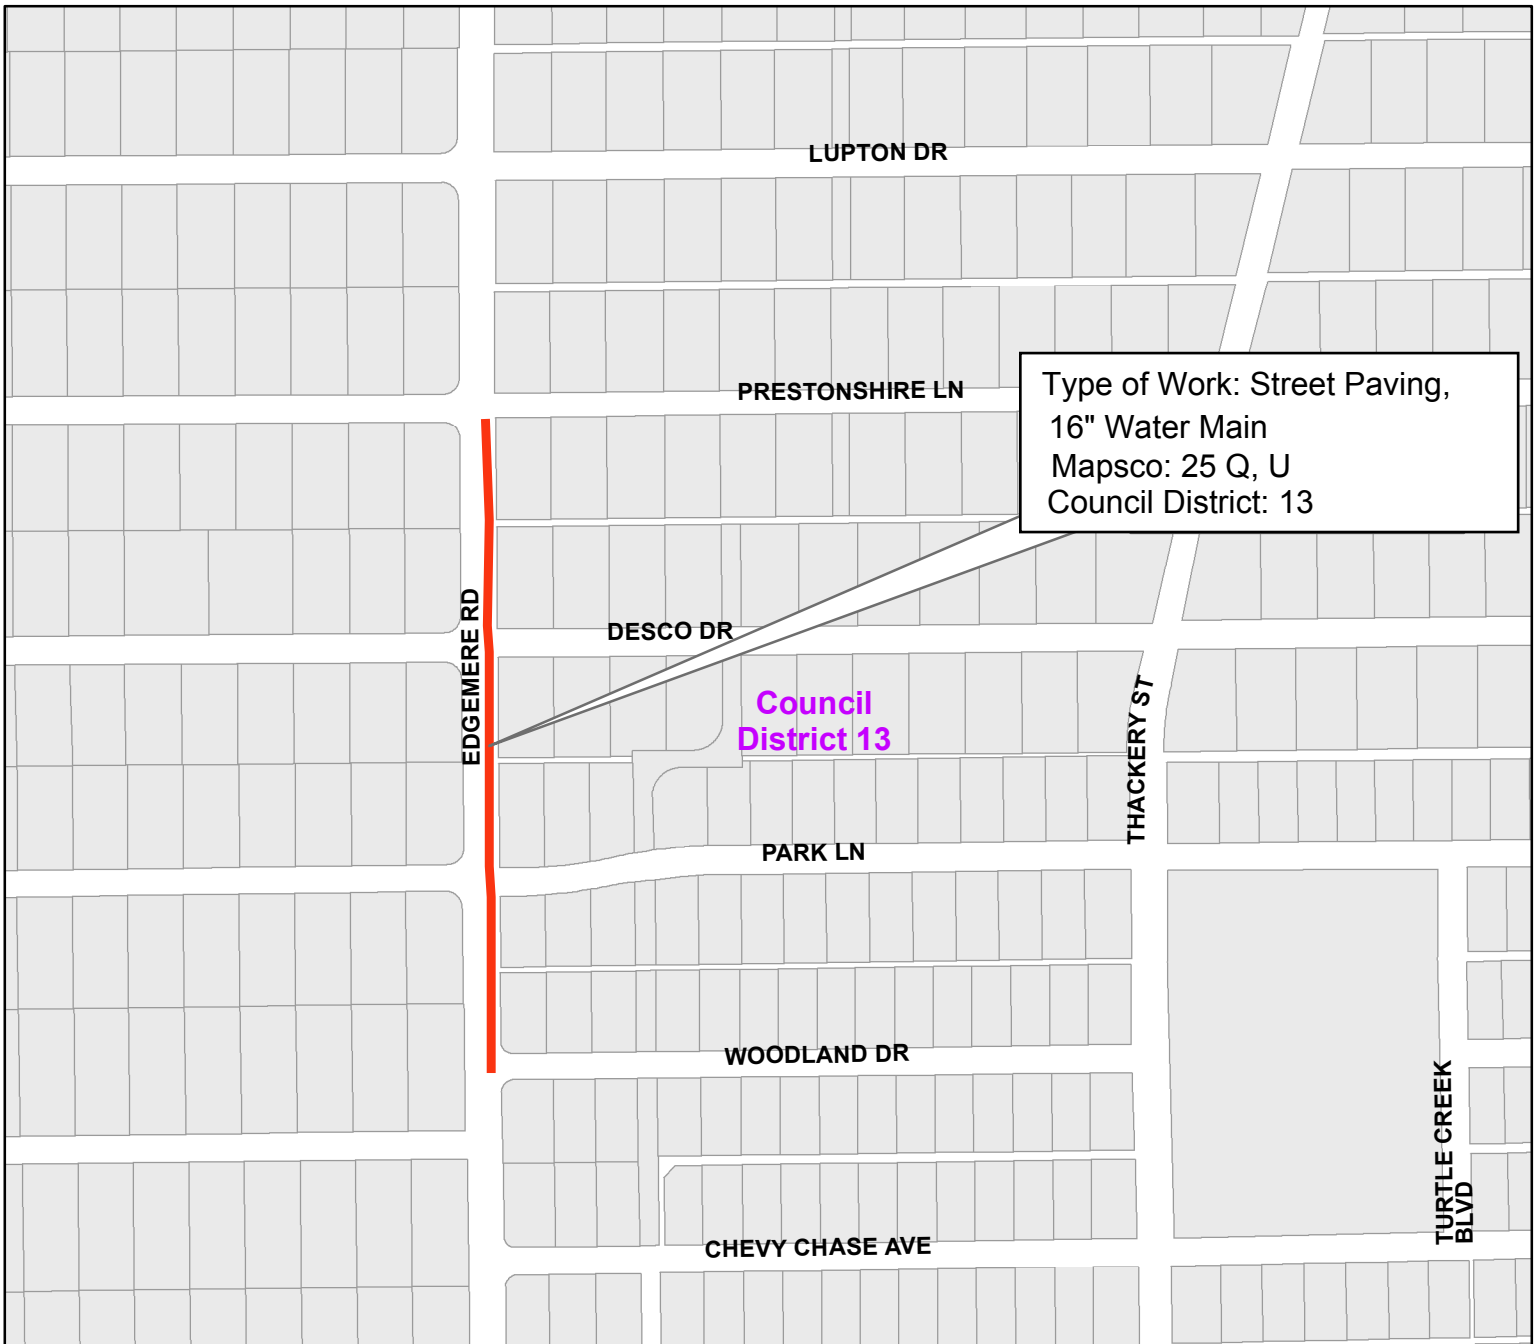 LUPTON DR
PRESTONSHIRE LN
Type of Work: Street Paving,
16" Water Main
Mapsco: 25 Q, U
Council District: 13
EDGEMERE RD
DESCO DR
Council
District 13
THACKERY ST
PARK LN
WOODLAND DR
TURTLE CREEK
BLVD
CHEVY CHASE AVE